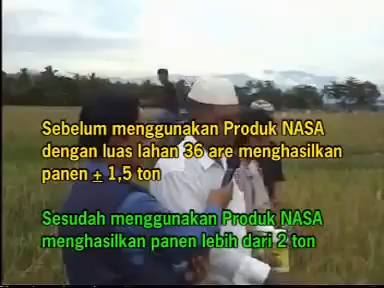 Sebelum menggunakan Produk NASA
dengan luas lahan 36 are menghasilkan
panen ± 1,5 ton
Sesudah menggunakan Produk NASA
menghasilkan panen lebih dari 2 ton